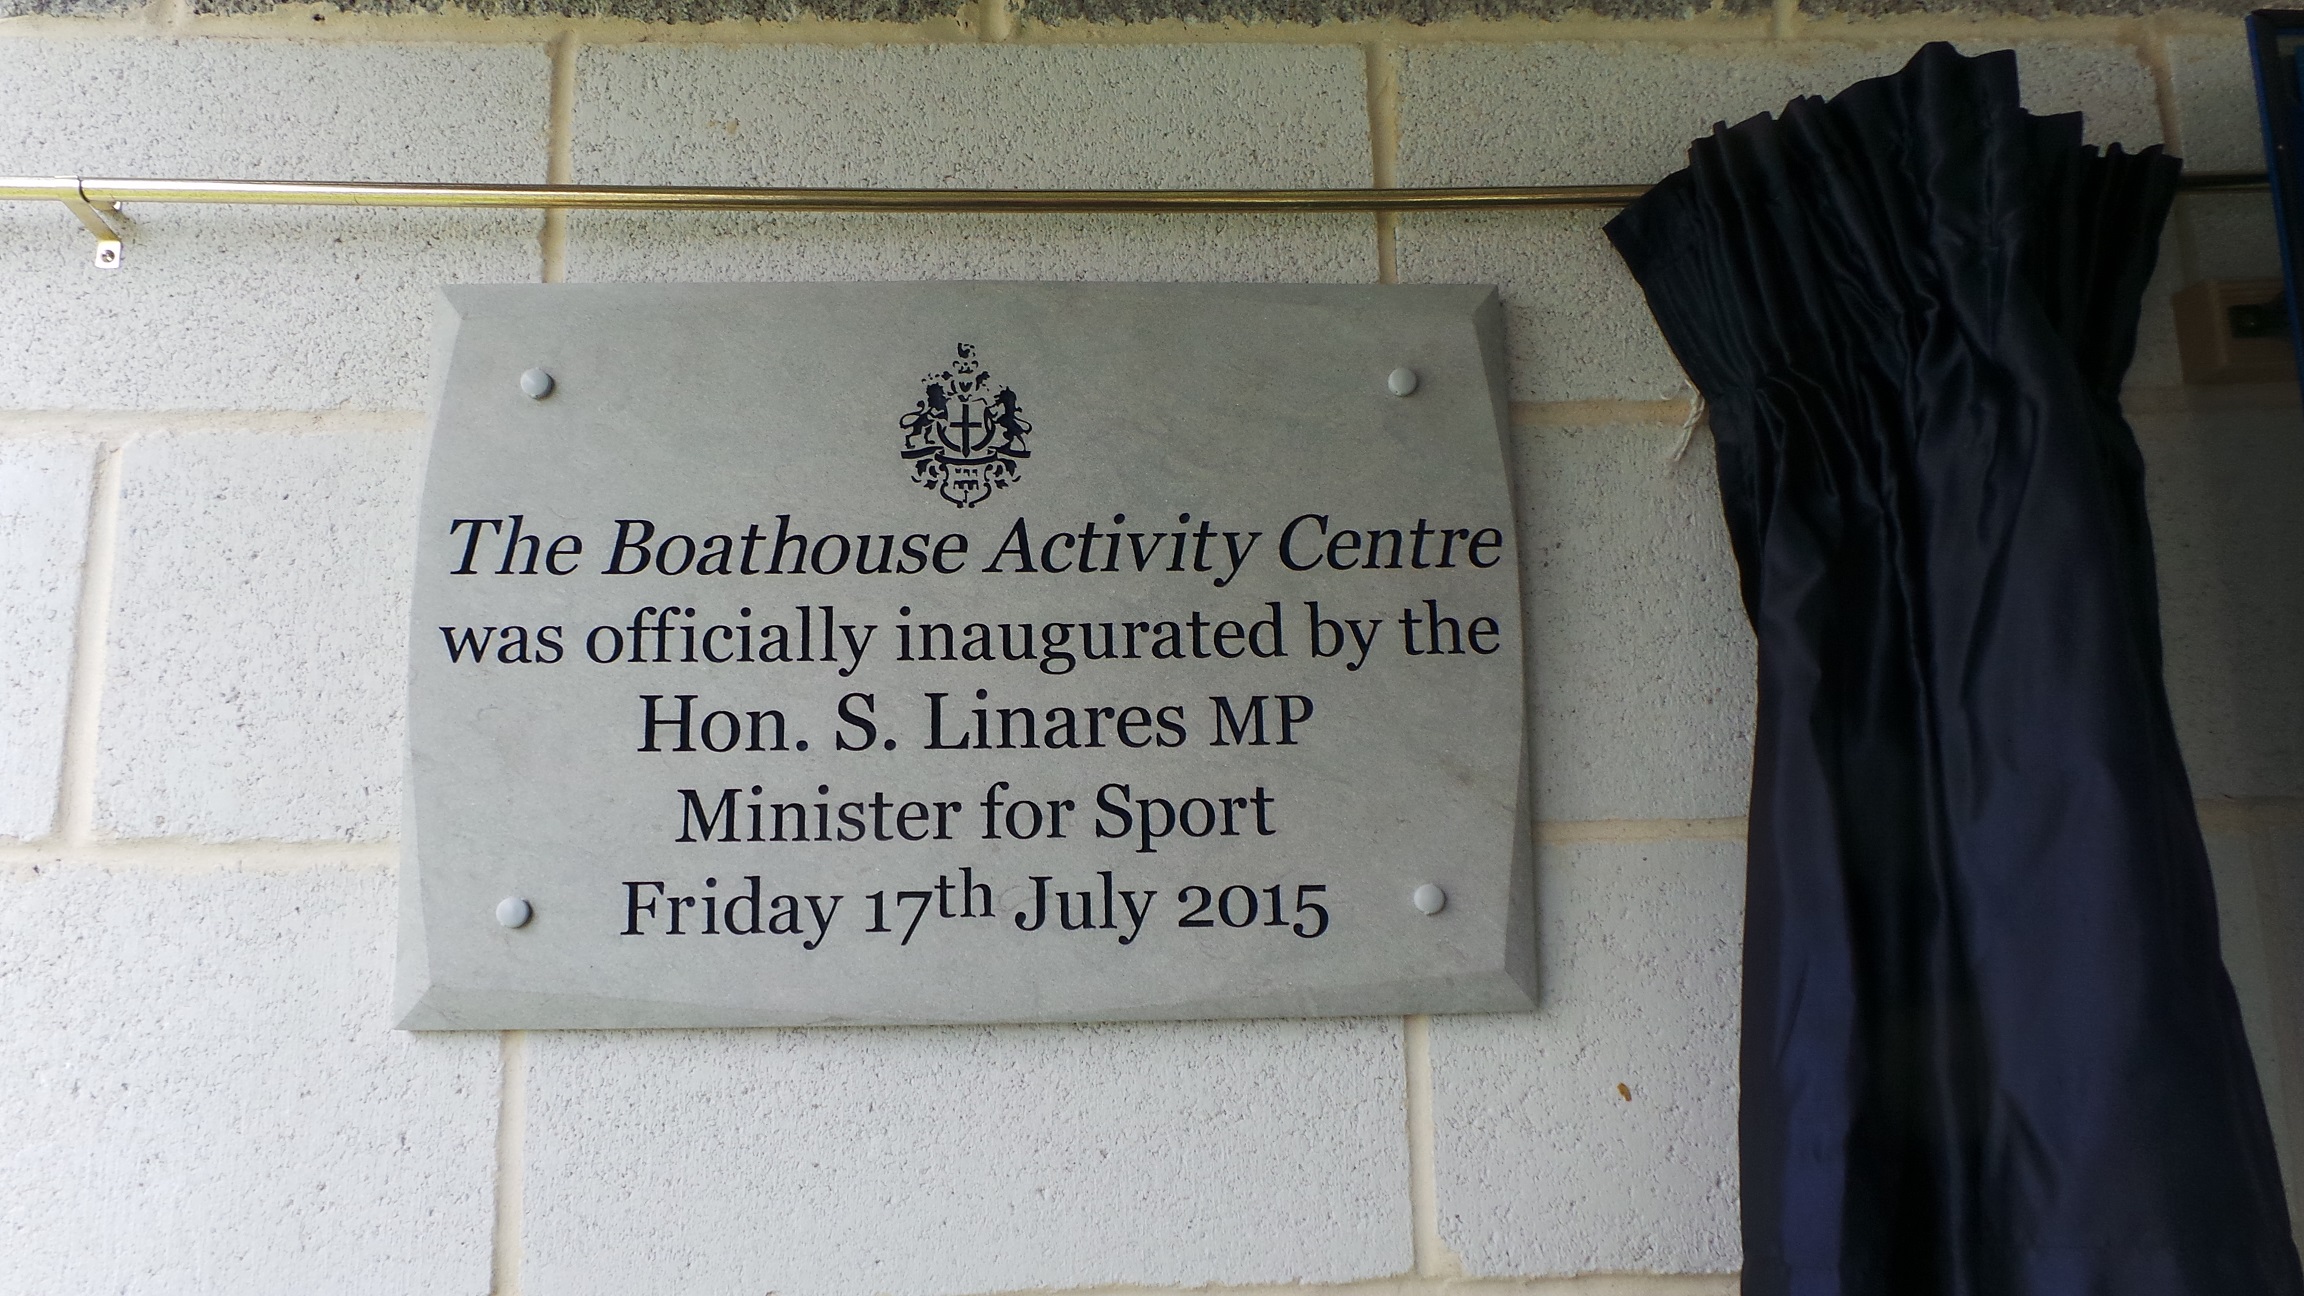 The Boathouse Activity Centre
was officially inaugurated by the
Hon. S. Linares MP
Minister for Sport
Friday 17th July 2015